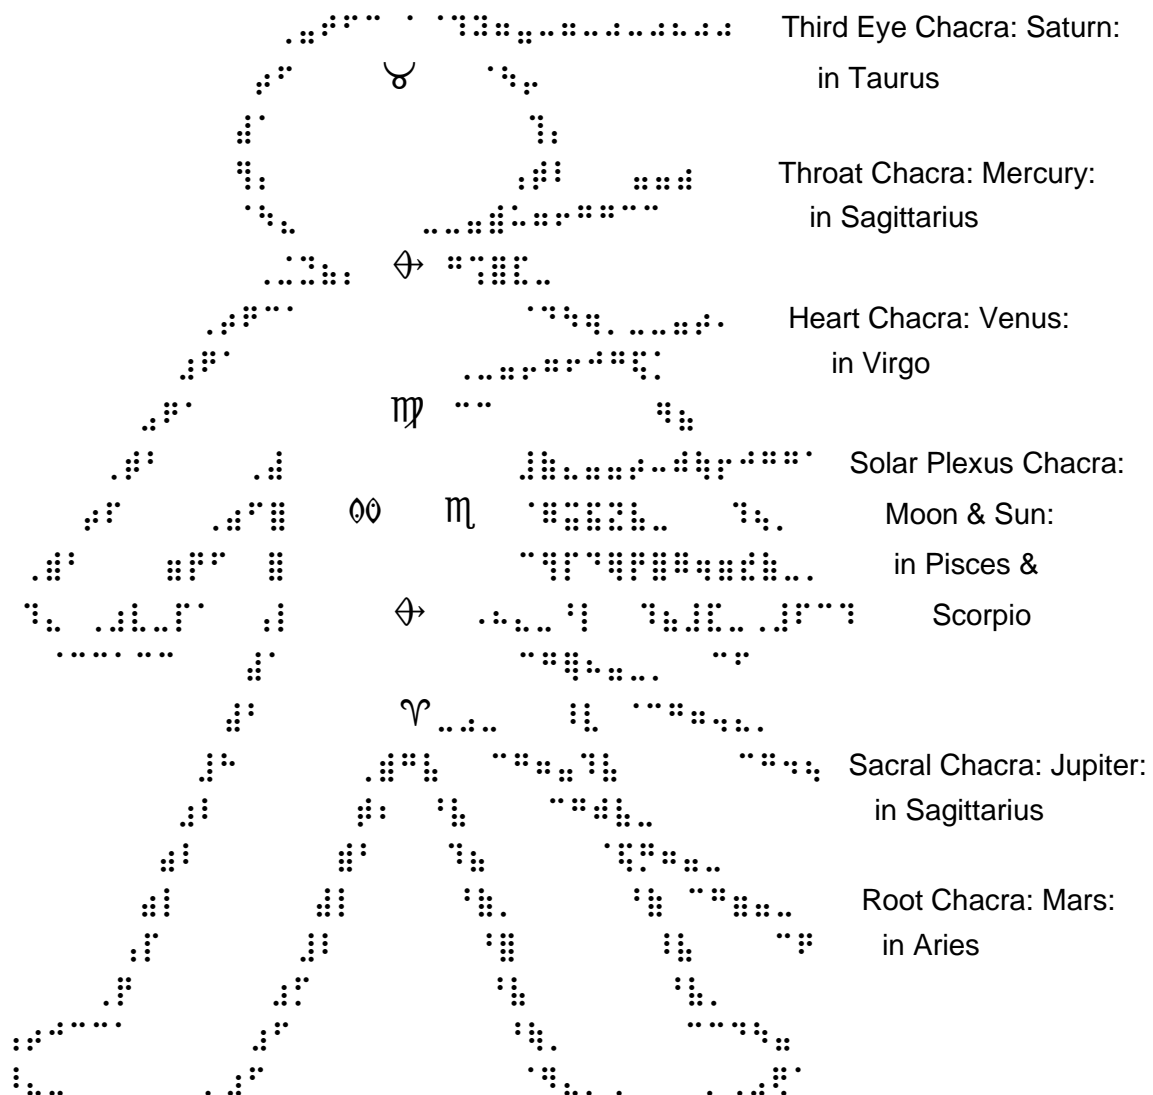 Third Eye Chacra: Saturn:
in Taurus
♉
Throat Chacra: Mercury:
in Sagittarius
♐
Heart Chacra: Venus:
in Virgo
♍
Solar Plexus Chacra:
♏
Moon & Sun:
in Pisces &
♐
Scorpio
♈
Sacral Chacra: Jupiter:
in Sagittarius
Root Chacra: Mars:
in Aries